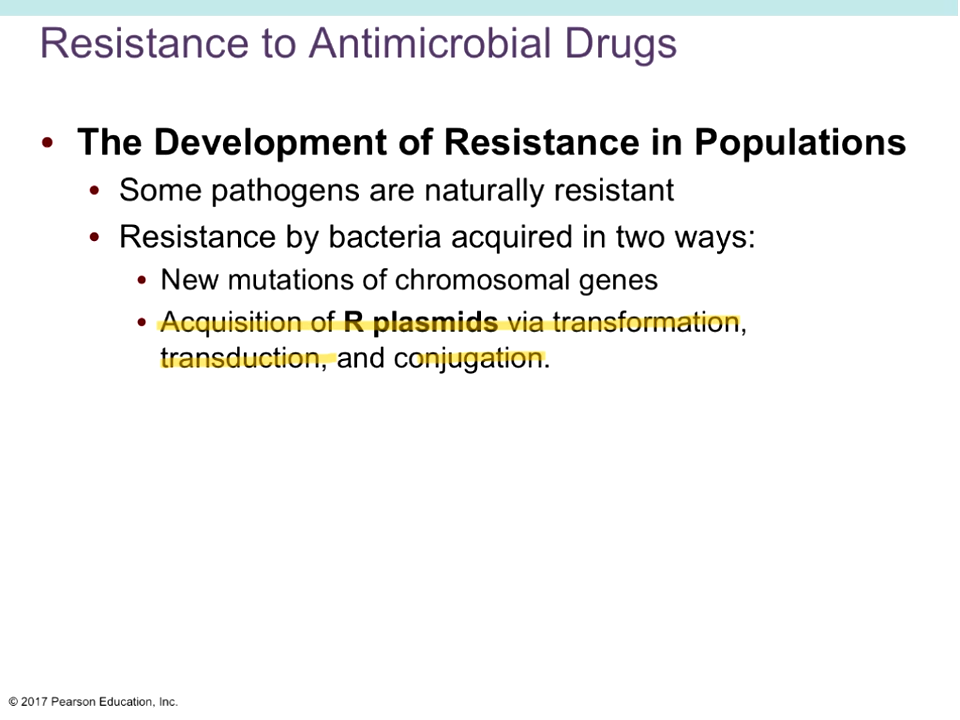 Resistance to Antimicrobial Drugs
• The Development of Resistance in Populations
• Some pathogens are naturally resistant
• Resistance by bacteria acquired in two ways:
• New mutations of chromosomal genes
• Acquisition of R plasmids via transformation,
transduction, and conjugation.
© 2017 Pearson Education, Inc.